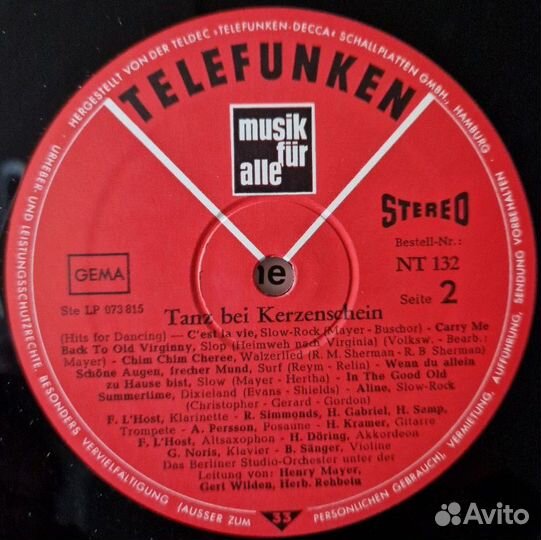 HERGESTELLT VON DER TELDEC »TELEFUNKEN-DECCA« SCHALLPLATTEN GMBH., HAMBURG
URHEBER- UND LEISTUNGSSCHUTZRECHTE, BESONDERS VERVIELFÄLTIGUNG (AUSSER ZUM PERSÖNLICHEN GEBRAUCH), VERMIETUNG, AUFFÜHRUNG, SENDUNG VORBEHALTEN
TELEFUNKEN
musik
für
alle
STEREO
Bestell-Nr.:
NT 132
Seite 2
GEMA
Ste LP 073815
ne
Tanz bei Kerzenschein
(Hits for Dancing) — C'est la vie, Slow-Rock (Mayer - Buschor) - Carry Me
Back To Old Virginny, Slop (Heimweh nach Virginia) (Volksw. - Bearb.:
Mayer) - Chim Chim Cheree, Walzerlied (R. M. Sherman - R. B Sherman)
Schöne Augen, frecher Mund, Surf (Reym - Relin) - Wenn du allein
zu Hause bist, Slow (Mayer - Hertha) - In The Good Old
Summertime, Dixieland (Evans - Shields) - Aline, Slow-Rock
(Christopher - Gerard - Gordon)
F. L'Host, Klarinette - R. Simmonds, H. Gabriel, H. Samp,
Trompete - A. Persson, Posaune - H. Kramer, Gitarre
F. L'Host, Altsaxophon - H. Döring, Akkordeon
G. Noris, Klavier - B. Sänger, Violine
Das Berliner Studio-Orchester unter der
Leitung von: Henry Mayer,
Gert Wilden, Herb. Rehbein
33
Avito